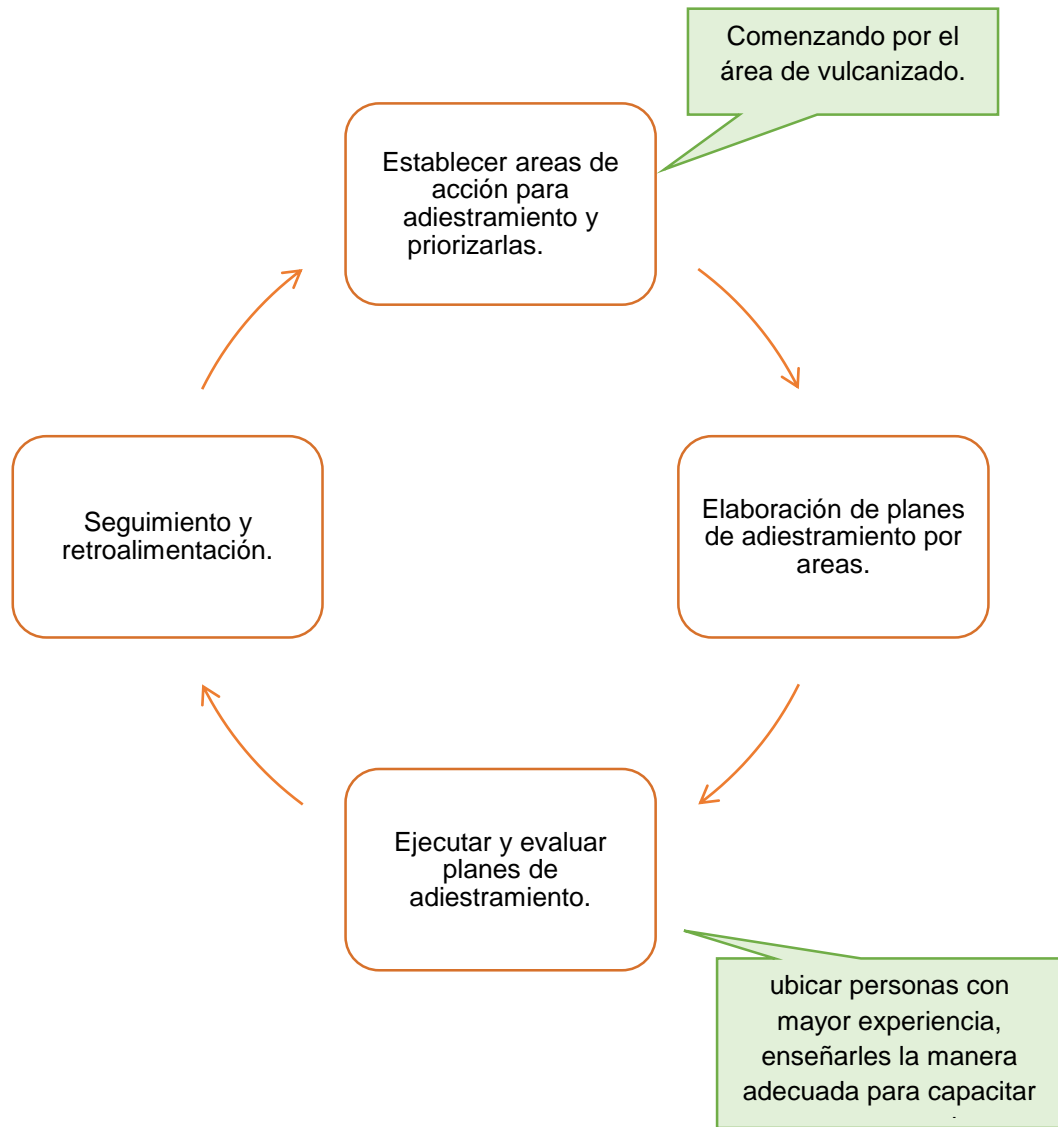 Comenzando por el
área de vulcanizado.
Establecer areas de
acción para
adiestramiento y
priorizarlas.
Elaboración de planes
de adiestramiento por
areas.
Ejecutar y evaluar
planes de
adiestramiento.
ubicar personas con
mayor experiencia,
enseñarles la manera
adecuada para capacitar
Seguimiento y
retroalimentación.